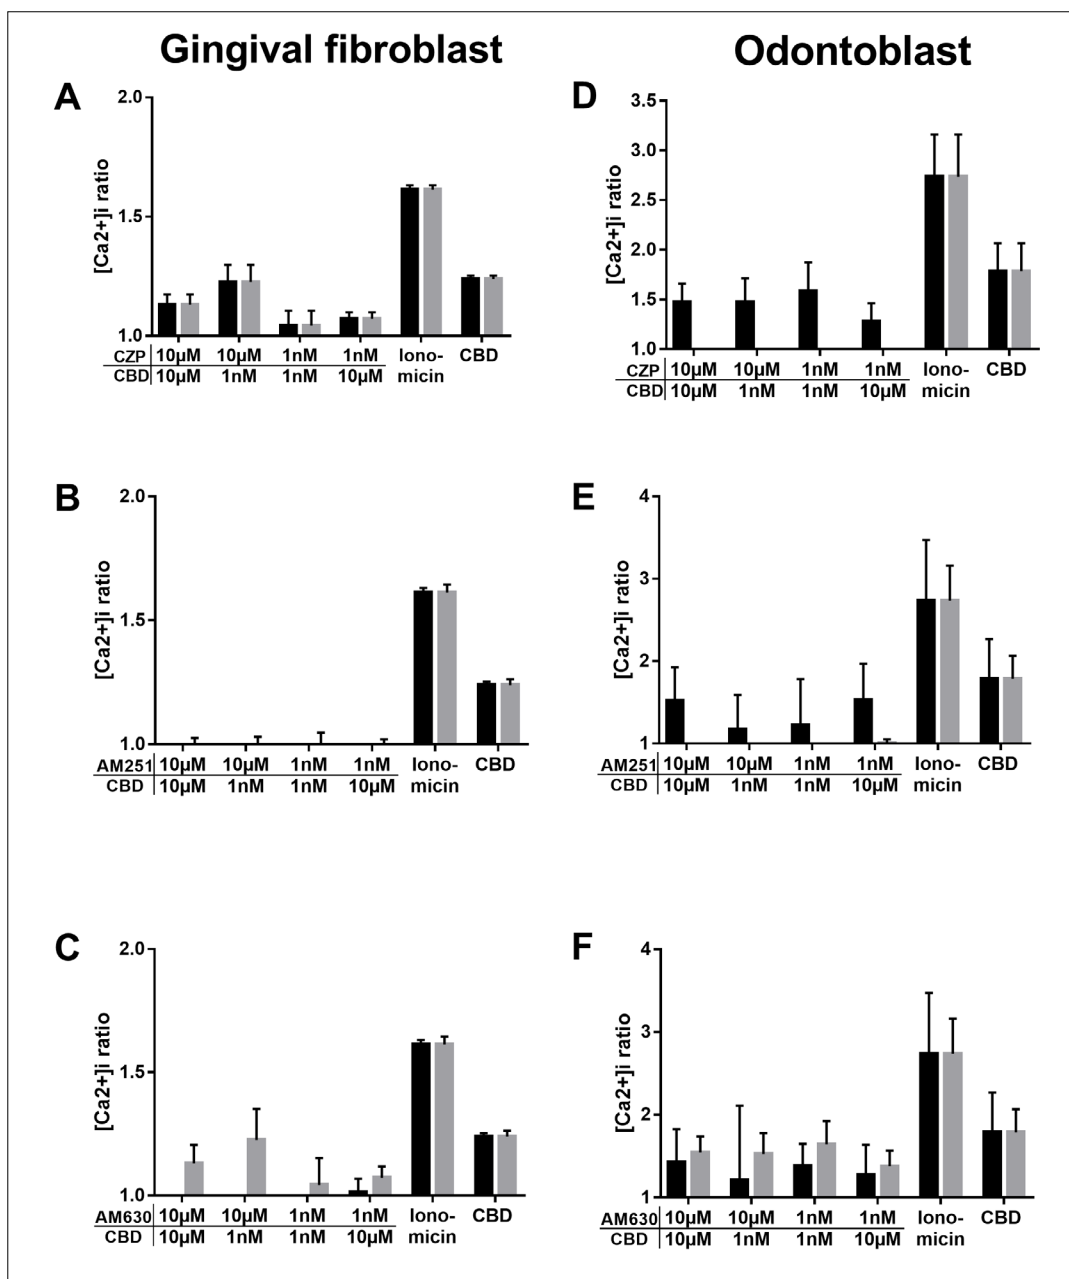 Gingival fibroblast
Odontoblast
A
2.0
1.5
1.0
[Ca2+]i ratio
CZP 10µM 10µM 1nM 1nM Iono- CBD
CBD 10µM 1nM 1nM 10µM micin
D
3.5
3.0
2.5
2.0
1.5
1.0
[Ca2+]i ratio
CZP 10µM 10µM 1nM 1nM Iono- CBD
CBD 10µM 1nM 1nM 10µM micin
B
2.0
1.5
1.0
[Ca2+]i ratio
AM251 10µM 10µM 1nM 1nM Iono- CBD
CBD 10µM 1nM 1nM 10µM micin
E
4
3
2
1
[Ca2+]i ratio
AM251 10µM 10µM 1nM 1nM Iono- CBD
CBD 10µM 1nM 1nM 10µM micin
C
2.0
1.5
1.0
[Ca2+]i ratio
AM630 10µM 10µM 1nM 1nM Iono- CBD
CBD 10µM 1nM 1nM 10µM micin
F
4
3
2
1
[Ca2+]i ratio
AM630 10µM 10µM 1nM 1nM Iono- CBD
CBD 10µM 1nM 1nM 10µM micin